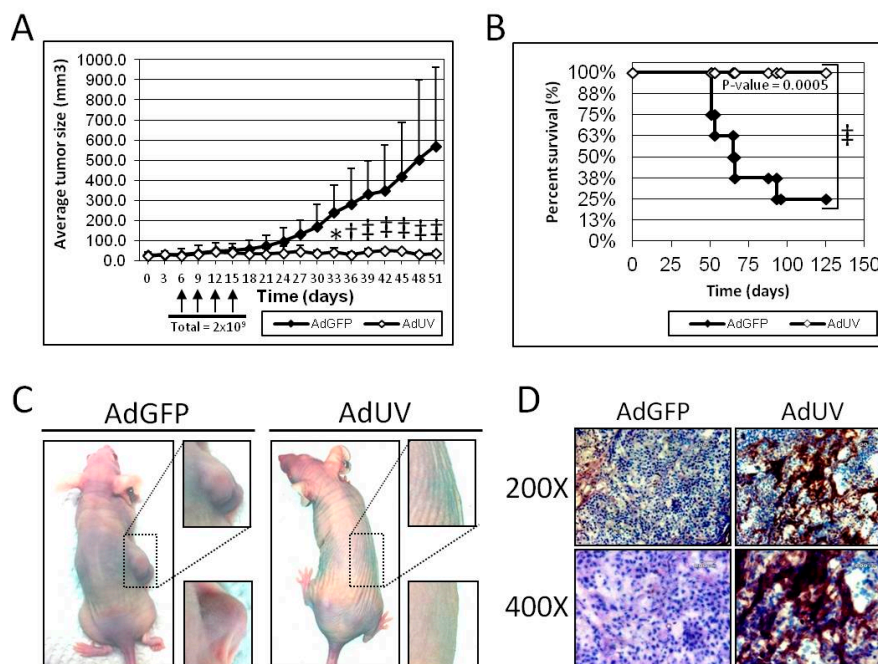 A
Average tumor size (mm3)
1000.0
900.0
800.0
700.0
600.0
500.0
400.0
300.0
200.0
100.0
0.0
* † ‡ ‡ ‡ ‡ ‡
0 3 6 9 12 15 18 21 24 27 30 33 36 39 42 45 48 51
Time (days)
Total = 2x10⁹
AdGFP AdUV
B
Percent survival (%)
100%
88%
75%
63%
50%
38%
25%
13%
0%
P-value = 0.0005
‡
0 25 50 75 100 125 150
Time (days)
AdGFP AdUV
C
AdGFP AdUV
D
AdGFP AdUV
200X
400X